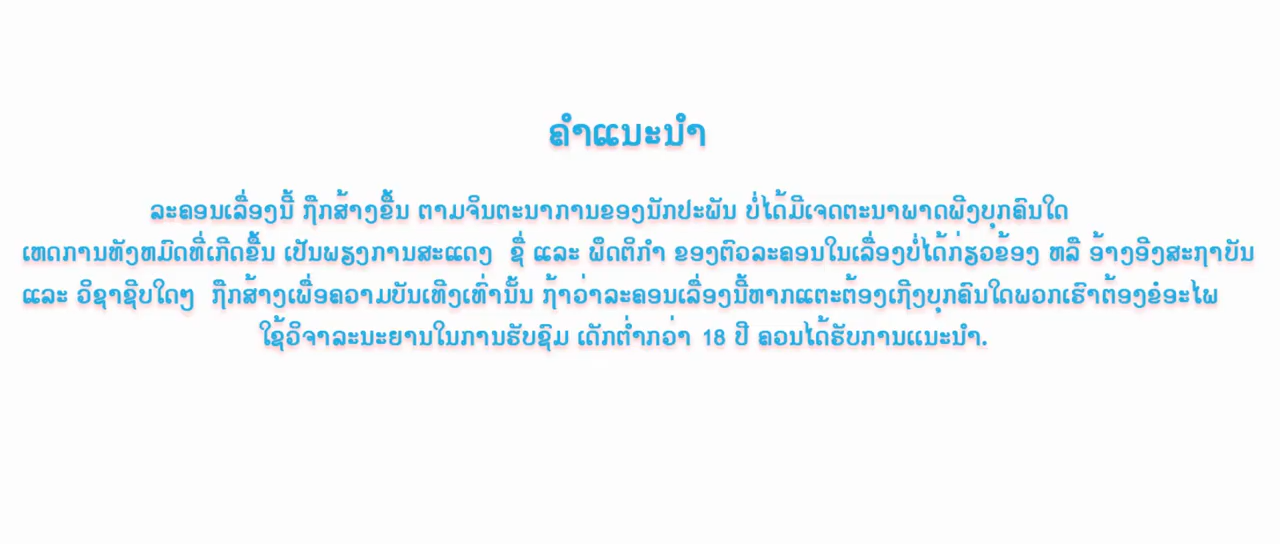 ຄຳແນະນຳ
ລະຄອນເລື່ອງນີ້ ຖືກສ້າງຂື້ນ ຕາມຈິນຕະນາການຂອງນັກປະພັນ ບໍ່ໄດ້ມີເຈດຕະນາພາດພິງບຸກຄົນໃດ
ເຫດການທັງຫມົດທີ່ເກີດຂື້ນ ເປັນພຽງການສະແດງ ຊື່ ແລະ ພຶດຕິກຳ ຂອງຕົວລະຄອນໃນເລື່ອງບໍ່ໄດ້ກ່ຽວຂ້ອງ ຫລື ອ້າງອີງສະຖາບັນ
ແລະ ວິຊາຊີບໃດໆ ຖືກສ້າງເພື່ອຄວາມບັນເທີງເທົ່ານັ້ນ ຖ້າວ່າລະຄອນເລື່ອງນີ້ຫາກແຕະຕ້ອງເຖີງບຸກຄົນໃດພວກເຮົາຕ້ອງຂໍອະໄພ
ໃຊ້ວິຈາລະນະຍານໃນການຮັບຊົມ ເດັກຕ່ຳກວ່າ 18 ປີ ຄວນໄດ້ຮັບການແນະນຳ.